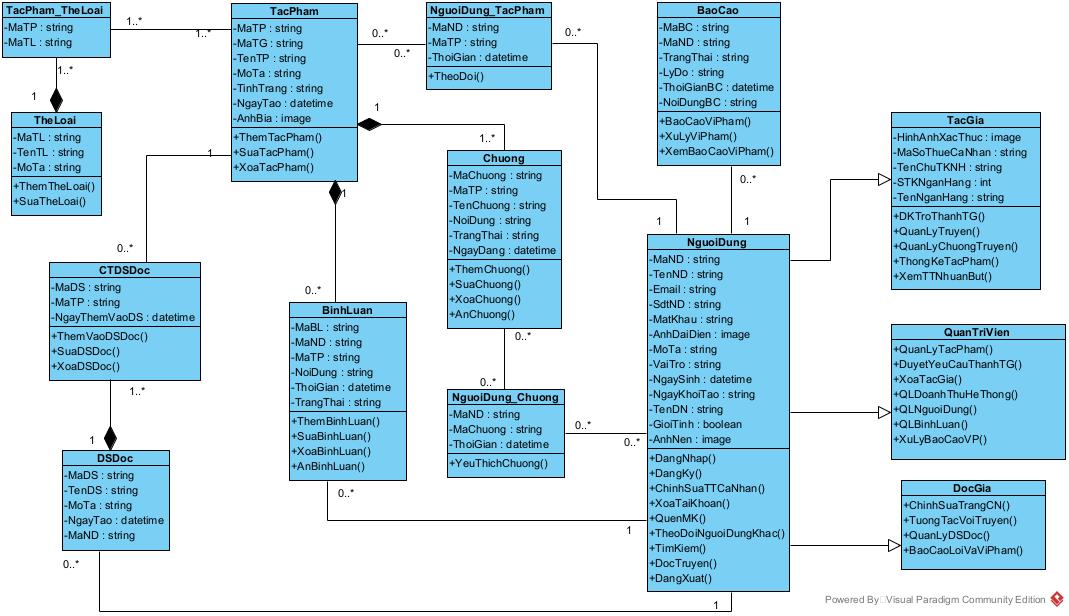 TacPham_TheLoai
-MaTP : string
-MaTL : string
1..*
1..*
1..*
1
TheLoai
-MaTL : string
-TenTL : string
-MoTa : string
+ThemTheLoai()
+SuaTheLoai()
TacPham
-MaTP : string
-MaTG : string
-TenTP : string
-MoTa : string
-TinhTrang : string
-NgayTao : datetime
-AnhBia : image
+ThemTacPham()
+SuaTacPham()
+XoaTacPham()
0..*
0..*
1
1..*
1
1
0..*
0..*
NguoiDung_TacPham
-MaND : string
-MaTP : string
-ThoiGian : datetime
+TheoDoi()
0..*
1
BaoCao
-MaBC : string
-MaND : string
-TrangThai : string
-LyDo : string
-ThoiGianBC : datetime
-NoiDungBC : string
+BaoCaoViPham()
+XuLyViPham()
+XemBaoCaoViPham()
0..*
1
Chuong
-MaChuong : string
-MaTP : string
-TenChuong : string
-NoiDung : string
-TrangThai : string
-NgayDang : datetime
+ThemChuong()
+SuaChuong()
+XoaChuong()
+AnChuong()
0..*
0..*
TacGia
-HinhAnhXacThuc : image
-MaSoThueCaNhan : string
-TenChuTKNH : string
-STKNganHang : int
-TenNganHang : string
+DKTroThanhTG()
+QuanLyTruyen()
+QuanLyChuongTruyen()
+ThongKeTacPham()
+XemTTNhuanBut()
CTDSDoc
-MaDS : string
-MaTP : string
-NgayThemVaoDS : datetime
+ThemVaoDSDoc()
+SuaDSDoc()
+XoaDSDoc()
1..*
1
BinhLuan
-MaBL : string
-MaND : string
-MaTP : string
-NoiDung : string
-ThoiGian : datetime
-TrangThai : string
+ThemBinhLuan()
+SuaBinhLuan()
+XoaBinhLuan()
+AnBinhLuan()
0..*
1
NguoiDung_Chuong
-MaND : string
-MaChuong : string
-ThoiGian : datetime
+YeuThichChuong()
0..*
0..*
NguoiDung
-MaND : string
-TenND : string
-Email : string
-SdtND : string
-MatKhau : string
-AnhDaiDien : image
-MoTa : string
-VaiTro : string
-NgaySinh : datetime
-NgayKhoiTao : string
-TenDN : string
-GioiTinh : boolean
-AnhNen : image
+DangNhap()
+DangKy()
+ChinhSuaTTCaNhan()
+XoaTaiKhoan()
+QuenMK()
+TheoDoiNguoiDungKhac()
+TimKiem()
+DocTruyen()
+DangXuat()
QuanTriVien
+QuanLyTacPham()
+DuyetYeuCauThanhTG()
+XoaTacGia()
+QLDoanhThuHeThong()
+QLNguoiDung()
+QLBinhLuan()
+XuLyBaoCaoVP()
DSDoc
-MaDS : string
-TenDS : string
-MoTa : string
-NgayTao : datetime
-MaND : string
0..*
1
DocGia
+ChinhSuaTrangCN()
+TuongTacVoiTruyen()
+QuanLyDSDoc()
+BaoCaoLoiVaViPham()
Powered By Visual Paradigm Community Edition